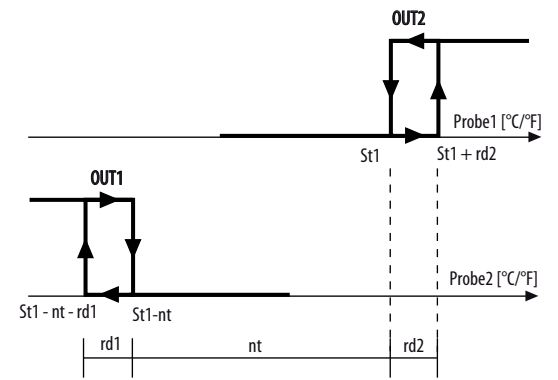 OUT2
Probe1 [°C/°F]
St1
St1 + rd2
OUT1
Probe2 [°C/°F]
St1 - nt - rd1
St1-nt
rd1
nt
rd2